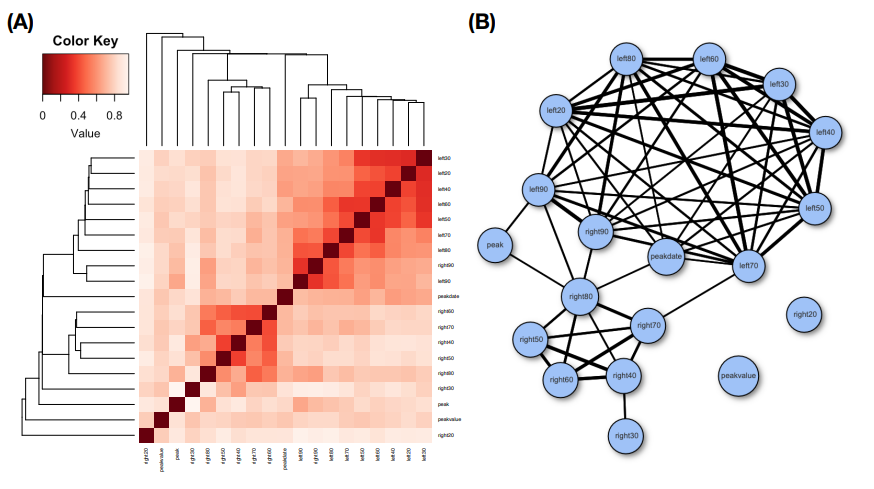 (A)
Color Key
0 0.4 0.8
Value
left30
left20
left40
left60
left50
left70
left80
right90
left90
peakdate
right60
right70
right40
right50
right80
right30
peak
peakvalue
right20
right20
peakvalue
peak
right30
right80
right50
right40
right70
right60
peakdate
left90
right90
left80
left70
left50
left60
left40
left20
left30
(B)
left80
left60
left30
left20
left40
left90
left50
right90
peak
peakdate
left70
right80
right20
right70
right50
right60
right40
peakvalue
right30